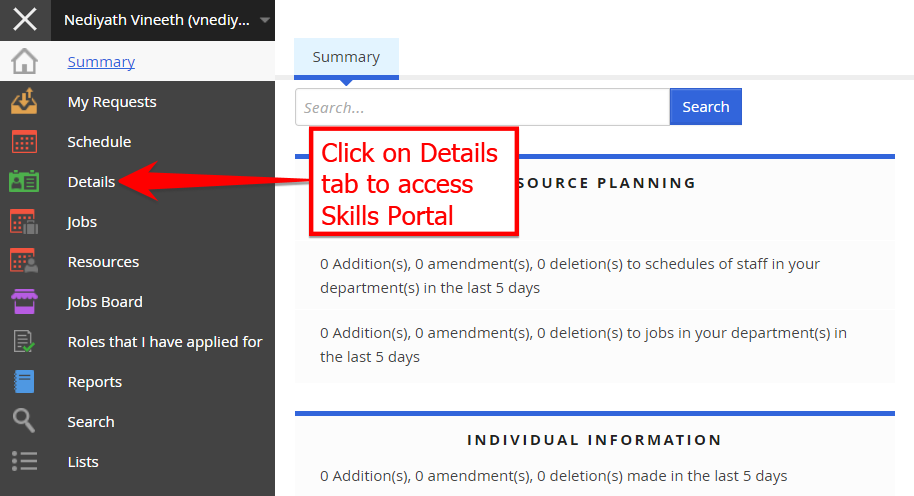 Nediyath Vineeth (vnediy...
Summary
My Requests
Schedule
Details
Jobs
Resources
Jobs Board
Roles that I have applied for
Reports
Search
Lists
Summary
Search...
Search
Click on Details
tab to access
Skills Portal
PLANNING
0 Addition(s), 0 amendment(s), 0 deletion(s) to schedules of staff in your
department(s) in the last 5 days
0 Addition(s), 0 amendment(s), 0 deletion(s) to jobs in your department(s) in
the last 5 days
INDIVIDUAL INFORMATION
0 Addition(s), 0 amendment(s), 0 deletion(s) made in the last 5 days